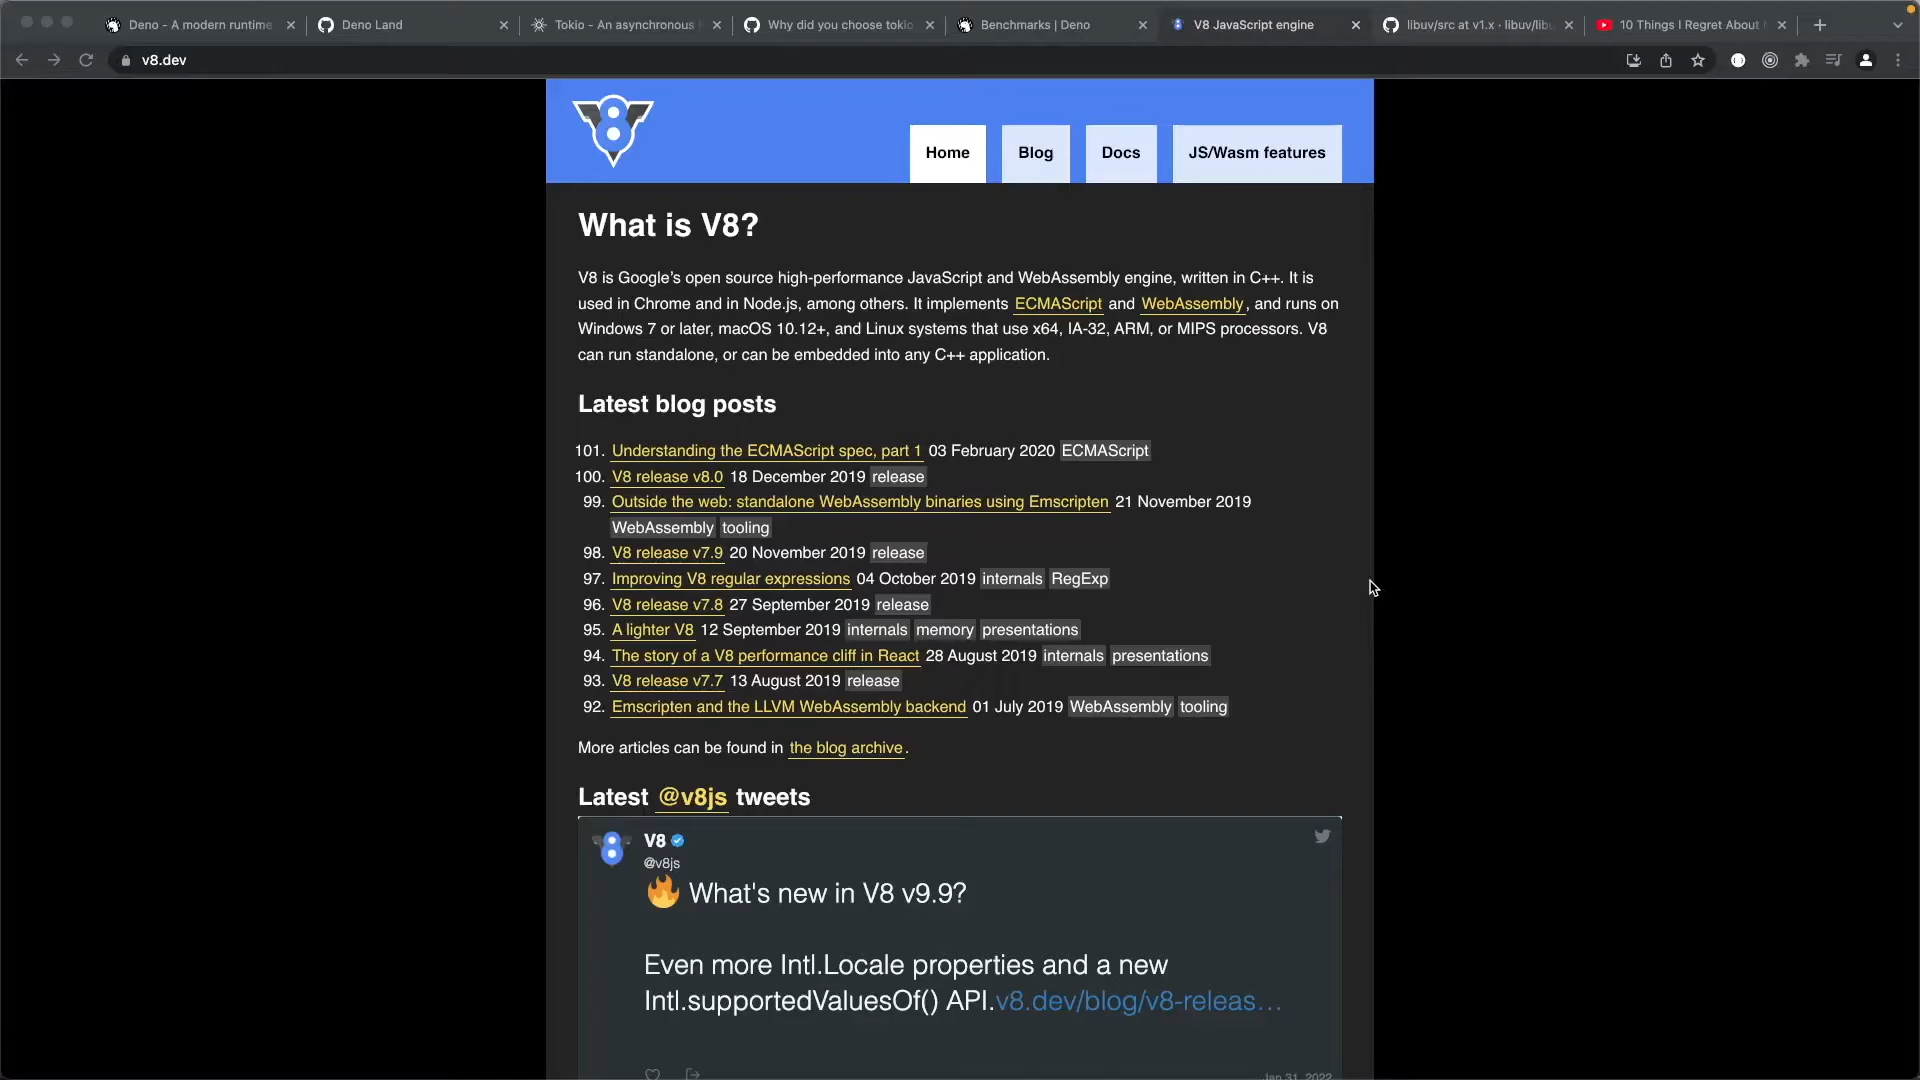 Deno - A modern runtime
Deno Land
Tokio - An asynchronous
Why did you choose tokio
Benchmarks | Deno
V8 JavaScript engine
libuv/src at v1.x · libuv/libu
10 Things I Regret About
v8.dev
Home
Blog
Docs
JS/Wasm features
What is V8?
V8 is Google’s open source high-performance JavaScript and WebAssembly engine, written in C++. It is
used in Chrome and in Node.js, among others. It implements ECMAScript and WebAssembly, and runs on
Windows 7 or later, macOS 10.12+, and Linux systems that use x64, IA-32, ARM, or MIPS processors. V8
can run standalone, or can be embedded into any C++ application.
Latest blog posts
101. Understanding the ECMAScript spec, part 1 03 February 2020 ECMAScript
100. V8 release v8.0 18 December 2019 release
99. Outside the web: standalone WebAssembly binaries using Emscripten 21 November 2019
WebAssembly tooling
98. V8 release v7.9 20 November 2019 release
97. Improving V8 regular expressions 04 October 2019 internals RegExp
96. V8 release v7.8 27 September 2019 release
95. A lighter V8 12 September 2019 internals memory presentations
94. The story of a V8 performance cliff in React 28 August 2019 internals presentations
93. V8 release v7.7 13 August 2019 release
92. Emscripten and the LLVM WebAssembly backend 01 July 2019 WebAssembly tooling
More articles can be found in the blog archive.
Latest @v8js tweets
V8
@v8js
🔥 What's new in V8 v9.9?
Even more Intl.Locale properties and a new
Intl.supportedValuesOf() API.v8.dev/blog/v8-releas…
Jan 31, 2022